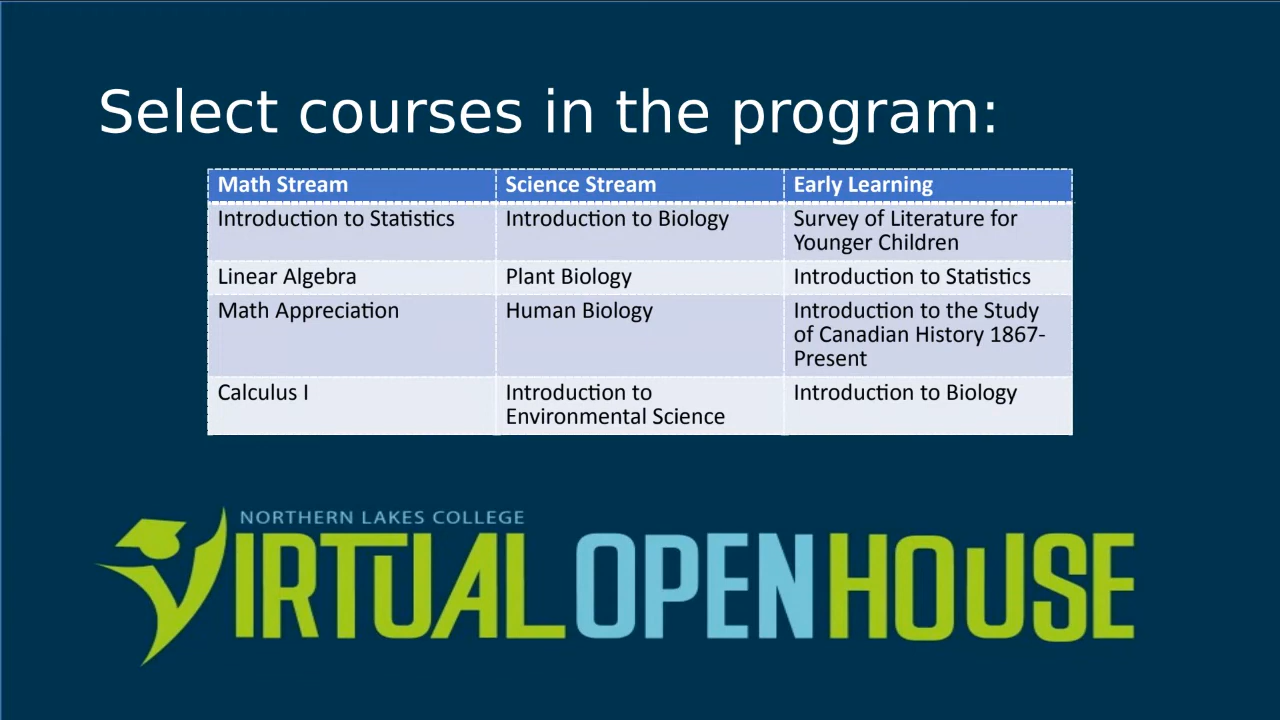 Select courses in the program:
Math Stream
Science Stream
Early Learning
Introduction to Statistics
Introduction to Biology
Survey of Literature for
Younger Children
Linear Algebra
Plant Biology
Introduction to Statistics
Math Appreciation
Human Biology
Introduction to the Study
of Canadian History 1867-
Present
Calculus I
Introduction to
Environmental Science
Introduction to Biology
NORTHERN LAKES COLLEGE
VIRTUAL OPEN HOUSE